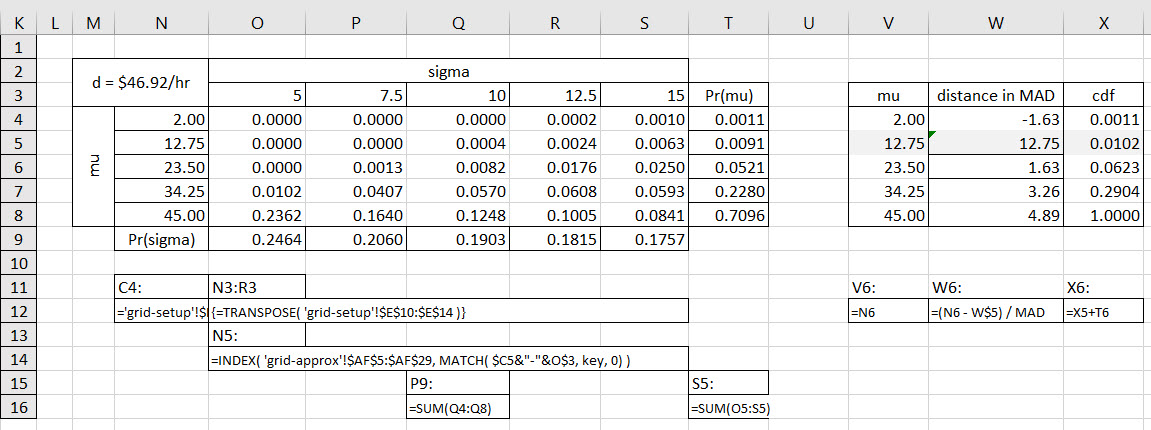 K L M N O P Q R S T U V W X
1
2 d = $46.92/hr sigma
3 5 7.5 10 12.5 15 Pr(mu) mu distance in MAD cdf
4 mu 2.00 0.0000 0.0000 0.0000 0.0002 0.0010 0.0011 2.00 -1.63 0.0011
5 12.75 0.0000 0.0000 0.0004 0.0024 0.0063 0.0091 12.75 12.75 0.0102
6 23.50 0.0000 0.0013 0.0082 0.0176 0.0250 0.0521 23.50 1.63 0.0623
7 34.25 0.0102 0.0407 0.0570 0.0608 0.0593 0.2280 34.25 3.26 0.2904
8 45.00 0.2362 0.1640 0.1248 0.1005 0.0841 0.7096 45.00 4.89 1.0000
9 Pr(sigma) 0.2464 0.2060 0.1903 0.1815 0.1757
10
11 C4: N3:R3 V6: W6: X6:
12 ='grid-setup'! {=TRANSPOSE( 'grid-setup'!$E$10:$E$14 )} =N6 =(N6 - W$5) / MAD =X5+T6
13 N5:
14 =INDEX( 'grid-approx'!$AF$5:$AF$29, MATCH( $C5&"-"&O$3, key, 0) )
15 P9: S5:
16 =SUM(Q4:Q8) =SUM(O5:S5)